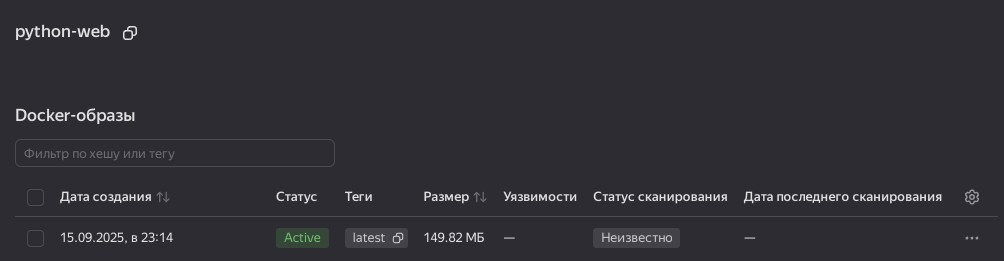 python-web
Docker-образы
Фильтр по хешу или тегу
Дата создания Статус Теги Размер Уязвимости Статус сканирования Дата последнего сканирования
15.09.2025, в 23:14 Active latest 149.82 МБ — Неизвестно —